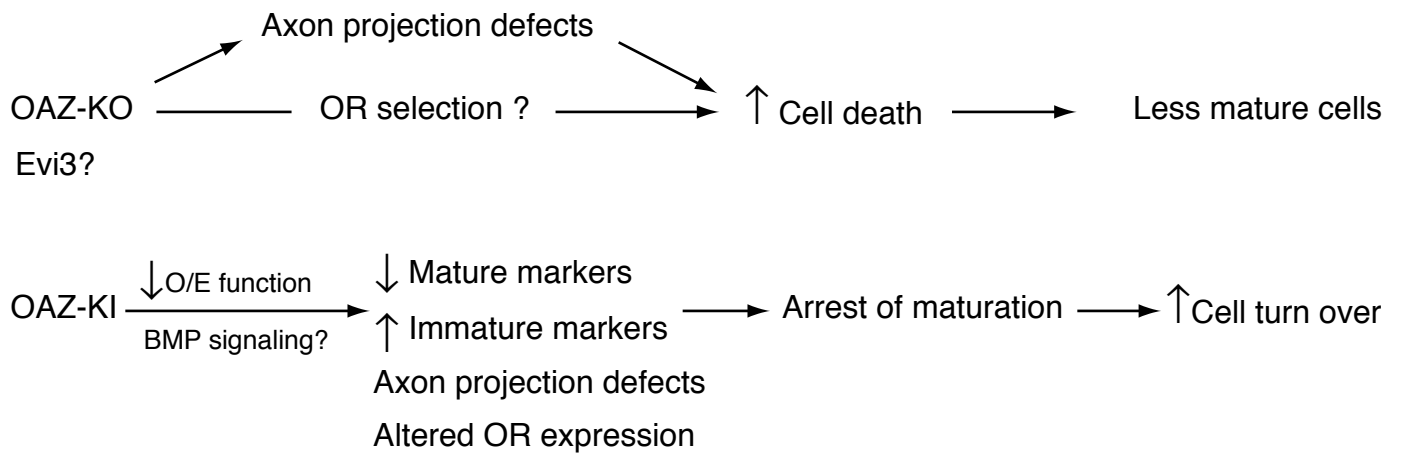 Axon projection defects
OAZ-KO OR selection ? ↑ Cell death Less mature cells
Evi3?
↓O/E function
OAZ-KI
BMP signaling?
↓ Mature markers
↑ Immature markers
Axon projection defects
Altered OR expression
Arrest of maturation
↑Cell turn over